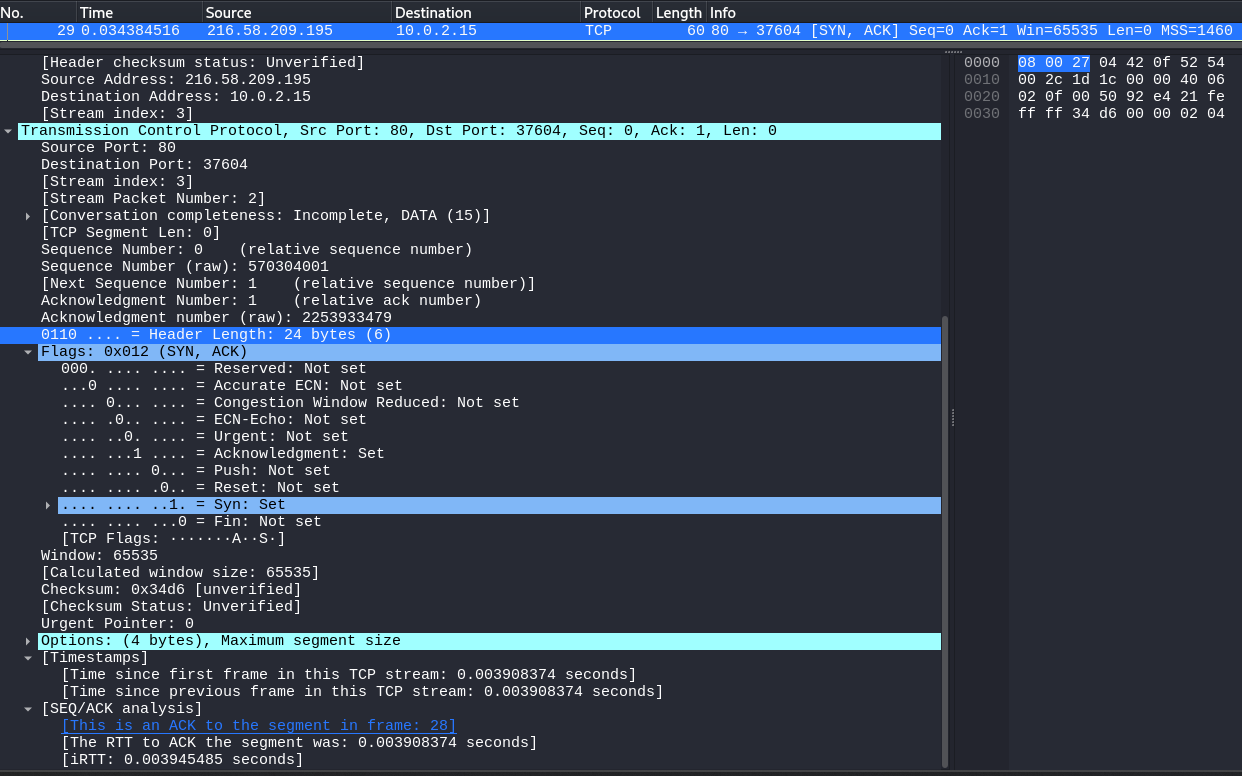 No. Time Source Destination Protocol Length Info
29 0.034384516 216.58.209.195 10.0.2.15 TCP 60 80 → 37604 [SYN, ACK] Seq=0 Ack=1 Win=65535 Len=0 MSS=1460
[Header checksum status: Unverified]
Source Address: 216.58.209.195
Destination Address: 10.0.2.15
[Stream index: 3]
Transmission Control Protocol, Src Port: 80, Dst Port: 37604, Seq: 0, Ack: 1, Len: 0
Source Port: 80
Destination Port: 37604
[Stream index: 3]
[Stream Packet Number: 2]
[Conversation completeness: Incomplete, DATA (15)]
[TCP Segment Len: 0]
Sequence Number: 0    (relative sequence number)
Sequence Number (raw): 570304001
[Next Sequence Number: 1    (relative sequence number)]
Acknowledgment Number: 1    (relative ack number)
Acknowledgment number (raw): 2253933479
0110 .... = Header Length: 24 bytes (6)
Flags: 0x012 (SYN, ACK)
000. .... .... = Reserved: Not set
...0 .... .... = Accurate ECN: Not set
.... 0... .... = Congestion Window Reduced: Not set
.... .0.. .... = ECN-Echo: Not set
.... ..0. .... = Urgent: Not set
.... ...1 .... = Acknowledgment: Set
.... .... 0... = Push: Not set
.... .... .0.. = Reset: Not set
.... .... ..1. = Syn: Set
.... .... ...0 = Fin: Not set
[TCP Flags: ·······A··S·]
Window: 65535
[Calculated window size: 65535]
Checksum: 0x34d6 [unverified]
[Checksum Status: Unverified]
Urgent Pointer: 0
Options: (4 bytes), Maximum segment size
[Timestamps]
[Time since first frame in this TCP stream: 0.003908374 seconds]
[Time since previous frame in this TCP stream: 0.003908374 seconds]
[SEQ/ACK analysis]
[This is an ACK to the segment in frame: 28]
[The RTT to ACK the segment was: 0.003908374 seconds]
[iRTT: 0.003945485 seconds]
0000 08 00 27 04 42 0f 52 54
0010 00 2c 1d 1c 00 00 40 06
0020 02 0f 00 50 92 e4 21 fe
0030 ff ff 34 d6 00 00 02 04